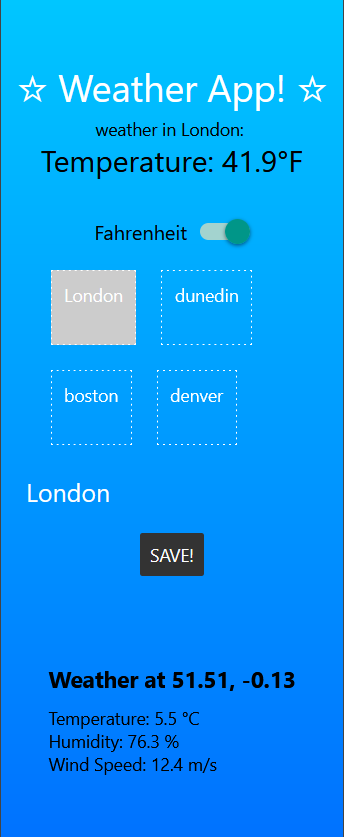 ☆ Weather App! ☆
weather in London:
Temperature: 41.9°F
Fahrenheit
London dunedin
boston denver
London
SAVE!
Weather at 51.51, -0.13
Temperature: 5.5 °C
Humidity: 76.3 %
Wind Speed: 12.4 m/s